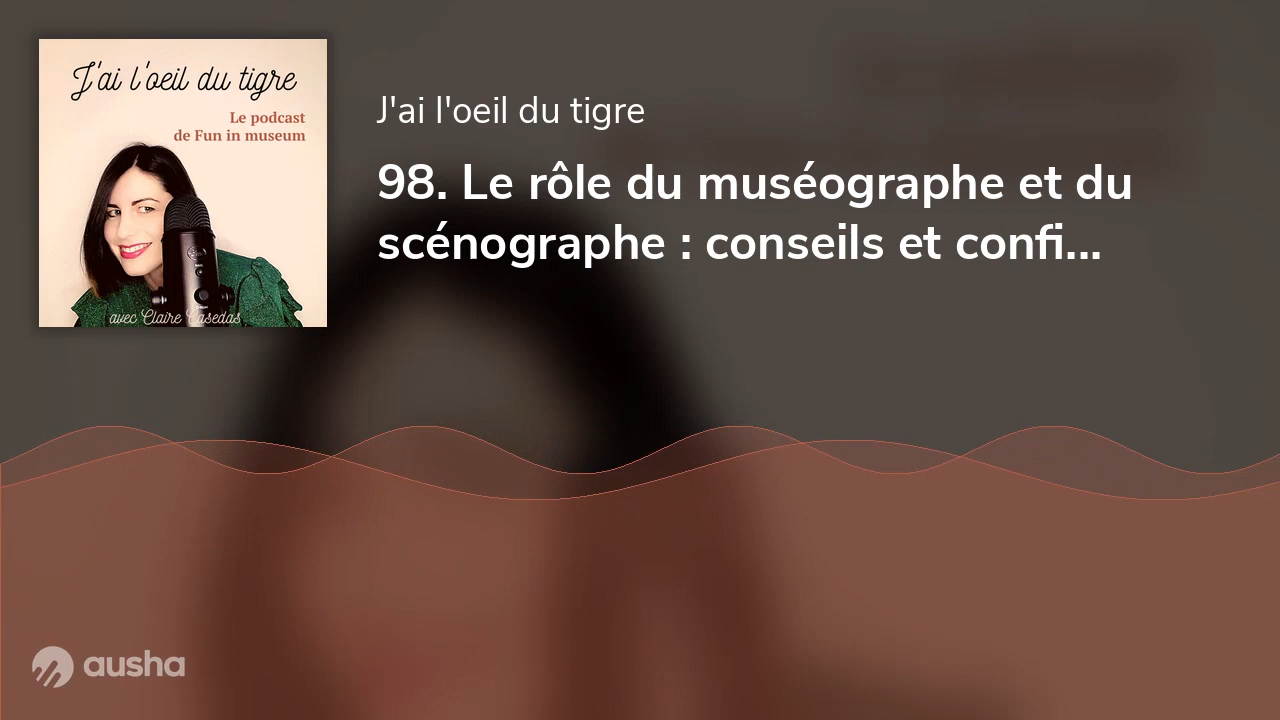 J'ai l'oeil du tigre
Le podcast
de Fun in museum
avec Claire Casedas
J'ai l'oeil du tigre
98. Le rôle du muséographe et du
scénographe : conseils et confi...
ausha